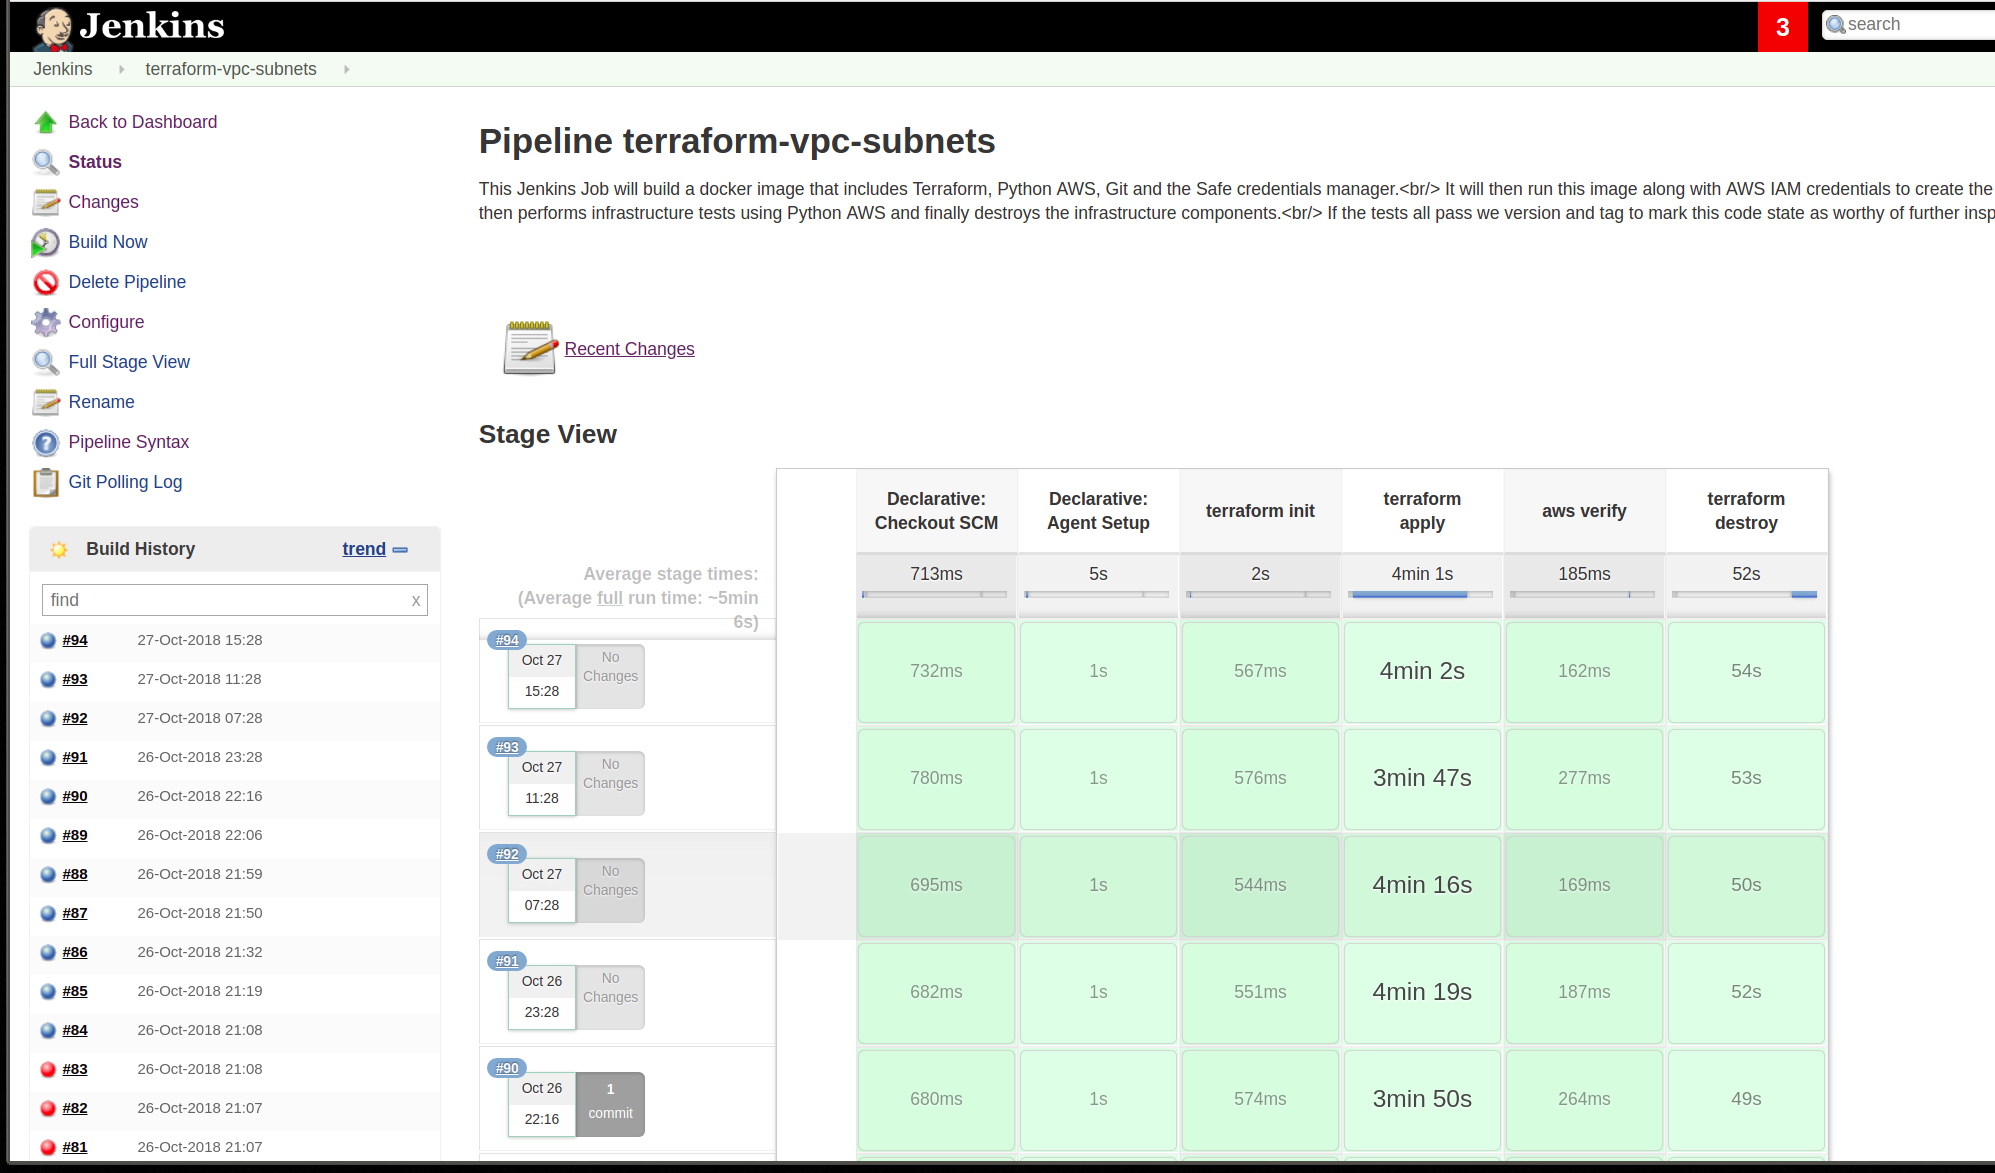 Jenkins
3
search
Jenkins
terraform-vpc-subnets
Back to Dashboard
Status
Changes
Build Now
Delete Pipeline
Configure
Full Stage View
Rename
Pipeline Syntax
Git Polling Log
Build History
trend
find
x
#94 27-Oct-2018 15:28
#93 27-Oct-2018 11:28
#92 27-Oct-2018 07:28
#91 26-Oct-2018 23:28
#90 26-Oct-2018 22:16
#89 26-Oct-2018 22:06
#88 26-Oct-2018 21:59
#87 26-Oct-2018 21:50
#86 26-Oct-2018 21:32
#85 26-Oct-2018 21:19
#84 26-Oct-2018 21:08
#83 26-Oct-2018 21:08
#82 26-Oct-2018 21:07
#81 26-Oct-2018 21:07
Pipeline terraform-vpc-subnets
This Jenkins Job will build a docker image that includes Terraform, Python AWS, Git and the Safe credentials manager.<br/> It will then run this image along with AWS IAM credentials to create the
then performs infrastructure tests using Python AWS and finally destroys the infrastructure components.<br/> If the tests all pass we version and tag to mark this code state as worthy of further insp
Recent Changes
Stage View
Declarative:
Checkout SCM
Declarative:
Agent Setup
terraform init
terraform
apply
aws verify
terraform
destroy
Average stage times:
(Average full run time: ~5min
6s)
713ms 5s 2s 4min 1s 185ms 52s
#94
Oct 27
15:28
No
Changes
732ms 1s 567ms 4min 2s 162ms 54s
#93
Oct 27
11:28
No
Changes
780ms 1s 576ms 3min 47s 277ms 53s
#92
Oct 27
07:28
No
Changes
695ms 1s 544ms 4min 16s 169ms 50s
#91
Oct 26
23:28
No
Changes
682ms 1s 551ms 4min 19s 187ms 52s
#90
Oct 26
22:16
1
commit
680ms 1s 574ms 3min 50s 264ms 49s